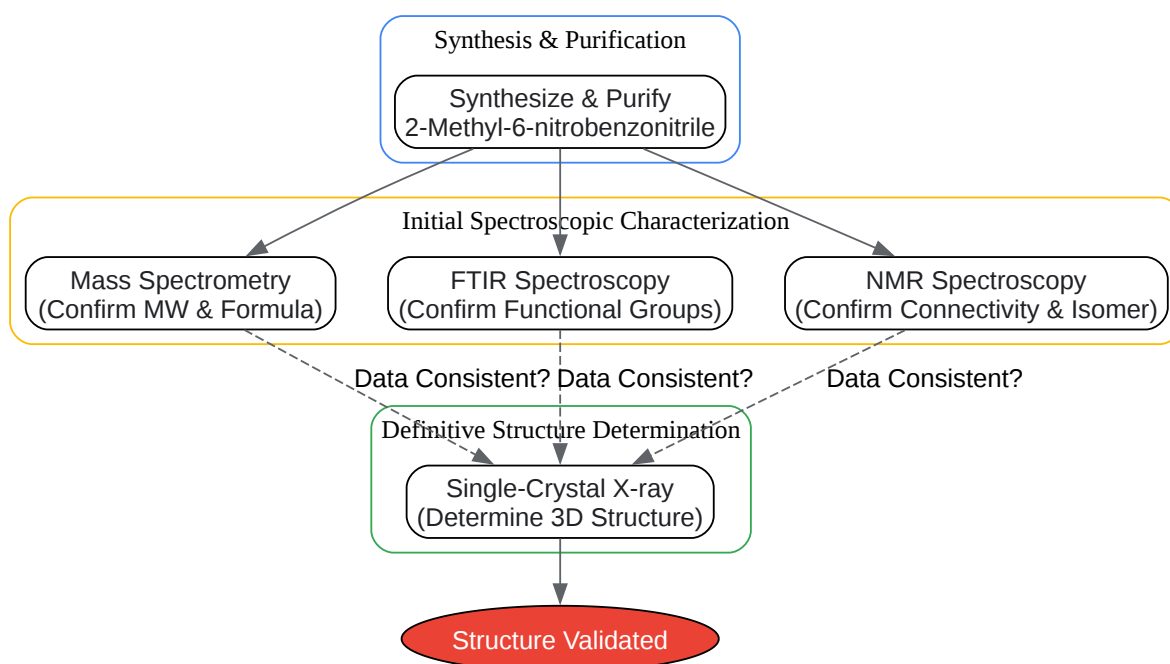 Synthesis & Purification
Synthesize & Purify
2-Methyl-6-nitrobenzonitrile
Initial Spectroscopic Characterization
Mass Spectrometry
(Confirm MW & Formula)
FTIR Spectroscopy
(Confirm Functional Groups)
NMR Spectroscopy
(Confirm Connectivity & Isomer)
Data Consistent?
Data Consistent?
Data Consistent?
Definitive Structure Determination
Single-Crystal X-ray
(Determine 3D Structure)
Structure Validated